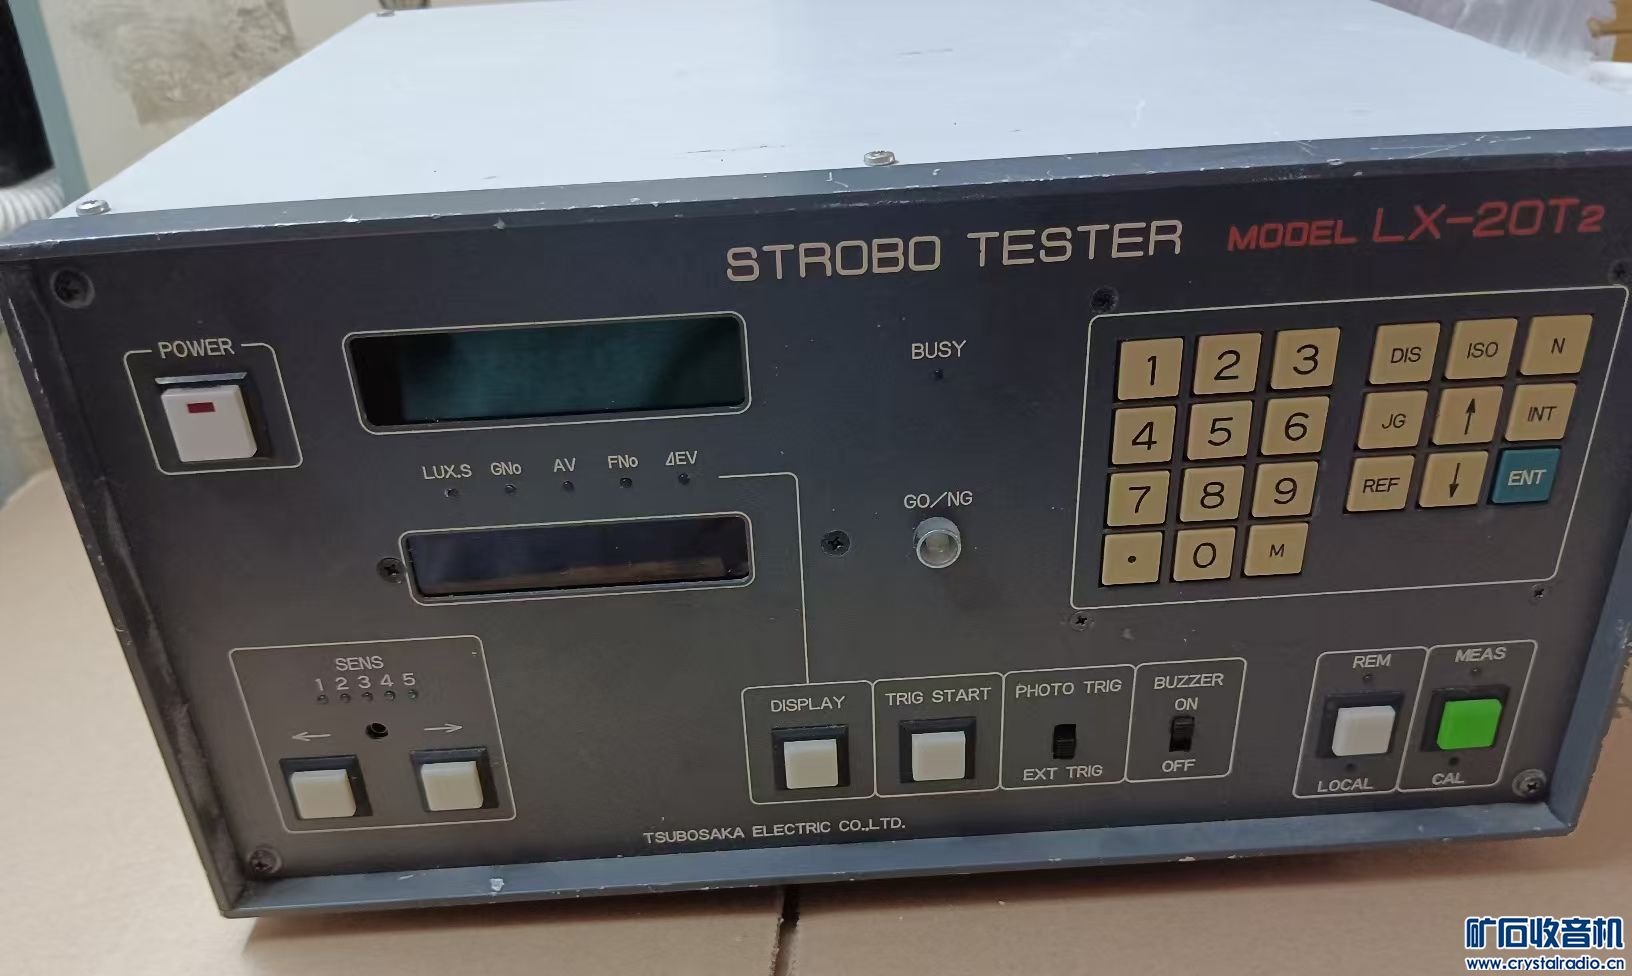 STROBO TESTER MODEL LX-20T2
POWER
BUSY
LUX.S GNo AV FNo ΔEV
GO/NG
1 2 3 DIS ISO N
4 5 6 JG ↑ INT
7 8 9 REF ↓ ENT
. 0 M
SENS
1 2 3 4 5
← →
DISPLAY
TRIG START
PHOTO TRIG
EXT TRIG
BUZZER
ON
OFF
REM
LOCAL
MEAS
CAL
TSUBOSAKA ELECTRIC CO.,LTD.
矿石收音机
www.crystalradio.cn